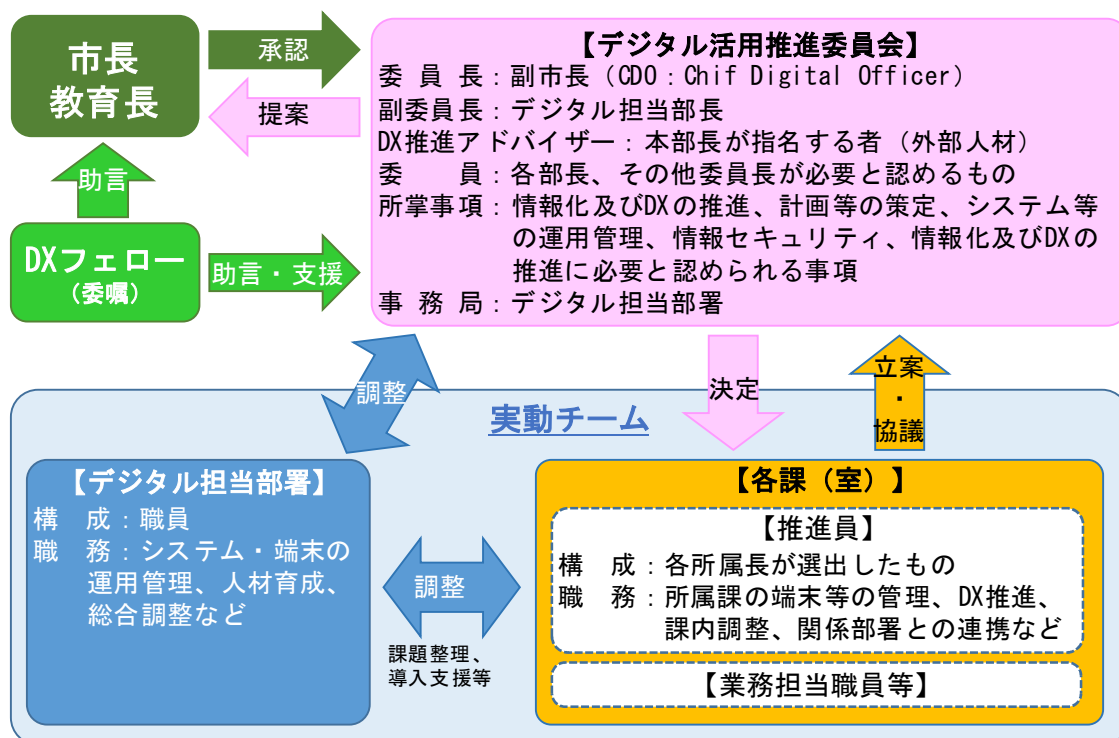 市長
教育長
承認
提案
助言
DXフェロー
（委嘱）
助言・支援
【デジタル活用推進委員会】
委 員 長：副市長（CDO：Chif Digital Officer）
副委員長：デジタル担当部長
DX推進アドバイザー：本部長が指名する者（外部人材）
委　　員：各部長、その他委員長が必要と認めるもの
所掌事項：情報化及びDXの推進、計画等の策定、システム等
の運用管理、情報セキュリティ、情報化及びDXの
推進に必要と認められる事項
事 務 局：デジタル担当部署
調整
決定
立案
・
協議
実動チーム
【デジタル担当部署】
構　成：職員
職　務：システム・端末の
運用管理、人材育成、
総合調整など
調整
課題整理、
導入支援等
【各課（室）】
【推進員】
構　成：各所属長が選出したもの
職　務：所属課の端末等の管理、DX推進、
課内調整、関係部署との連携など
【業務担当職員等】